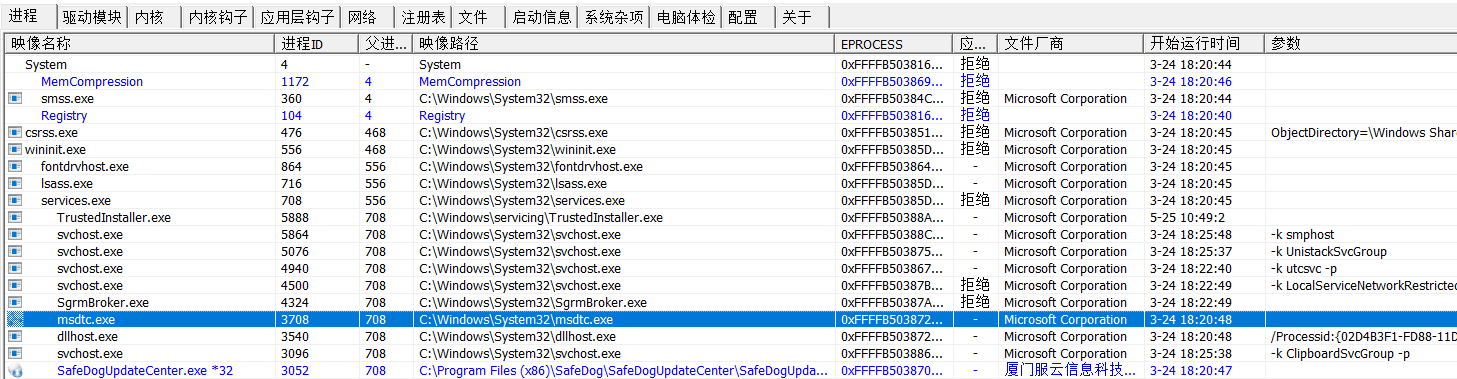 进程 驱动模块 内核 内核钩子 应用层钩子 网络 注册表 文件 启动信息 系统杂项 电脑体检 配置 关于
映像名称 进程ID 父进... 映像路径 EPROCESS 应... 文件厂商 开始运行时间 参数
System 4 - System 0xFFFFB503816... 拒绝 3-24 18:20:44
MemCompression 1172 4 MemCompression 0xFFFFB503869... 拒绝 3-24 18:20:46
smss.exe 360 4 C:\Windows\System32\smss.exe 0xFFFFB50384C... 拒绝 Microsoft Corporation 3-24 18:20:44
Registry 104 4 Registry 0xFFFFB503816... 拒绝 3-24 18:20:40
csrss.exe 476 468 C:\Windows\System32\csrss.exe 0xFFFFB503851... 拒绝 Microsoft Corporation 3-24 18:20:45 ObjectDirectory=\Windows Shar
wininit.exe 556 468 C:\Windows\System32\wininit.exe 0xFFFFB50385D... 拒绝 Microsoft Corporation 3-24 18:20:45
fontdrvhost.exe 864 556 C:\Windows\System32\fontdrvhost.exe 0xFFFFB503864... - Microsoft Corporation 3-24 18:20:45
lsass.exe 716 556 C:\Windows\System32\lsass.exe 0xFFFFB50385D... - Microsoft Corporation 3-24 18:20:45
services.exe 708 556 C:\Windows\System32\services.exe 0xFFFFB50385D... 拒绝 Microsoft Corporation 3-24 18:20:45
TrustedInstaller.exe 5888 708 C:\Windows\servicing\TrustedInstaller.exe 0xFFFFB50388A... - Microsoft Corporation 5-25 10:49:2
svchost.exe 5864 708 C:\Windows\System32\svchost.exe 0xFFFFB50388C... - Microsoft Corporation 3-24 18:25:48 -k smphost
svchost.exe 5076 708 C:\Windows\System32\svchost.exe 0xFFFFB503875... - Microsoft Corporation 3-24 18:25:37 -k UnistackSvcGroup
svchost.exe 4940 708 C:\Windows\System32\svchost.exe 0xFFFFB503867... - Microsoft Corporation 3-24 18:22:40 -k utcsvc -p
svchost.exe 4500 708 C:\Windows\System32\svchost.exe 0xFFFFB50387B... 拒绝 Microsoft Corporation 3-24 18:22:49 -k LocalServiceNetworkRestricted
SgrmBroker.exe 4324 708 C:\Windows\System32\SgrmBroker.exe 0xFFFFB50387A... 拒绝 Microsoft Corporation 3-24 18:22:49
msdtc.exe 3708 708 C:\Windows\System32\msdtc.exe 0xFFFFB503872... - Microsoft Corporation 3-24 18:20:48
dllhost.exe 3540 708 C:\Windows\System32\dllhost.exe 0xFFFFB503872... - Microsoft Corporation 3-24 18:20:48 /Processid:{02D4B3F1-FD88-11D
svchost.exe 3096 708 C:\Windows\System32\svchost.exe 0xFFFFB503886... - Microsoft Corporation 3-24 18:25:38 -k ClipboardSvcGroup -p
SafeDogUpdateCenter.exe *32 3052 708 C:\Program Files (x86)\SafeDog\SafeDogUpdateCenter\SafeDogUpda... 0xFFFFB503870... - 厦门服云信息科技... 3-24 18:20:47